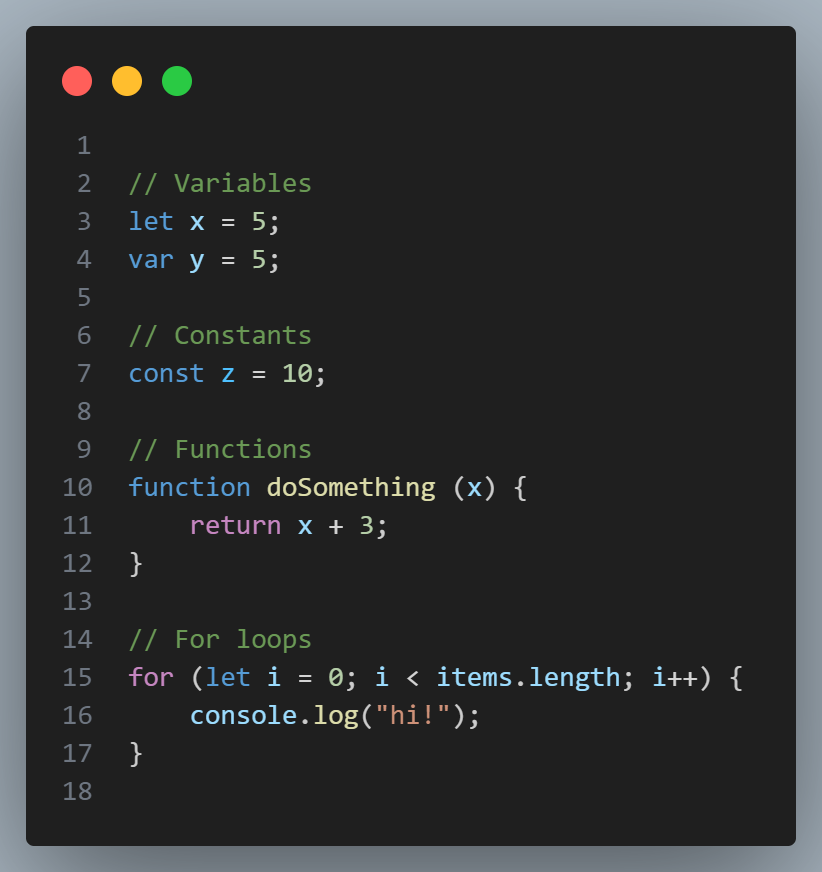 1
2 // Variables
3 let x = 5;
4 var y = 5;
5
6 // Constants
7 const z = 10;
8
9 // Functions
10 function doSomething (x) {
11     return x + 3;
12 }
13
14 // For loops
15 for (let i = 0; i < items.length; i++) {
16     console.log("hi!");
17 }
18